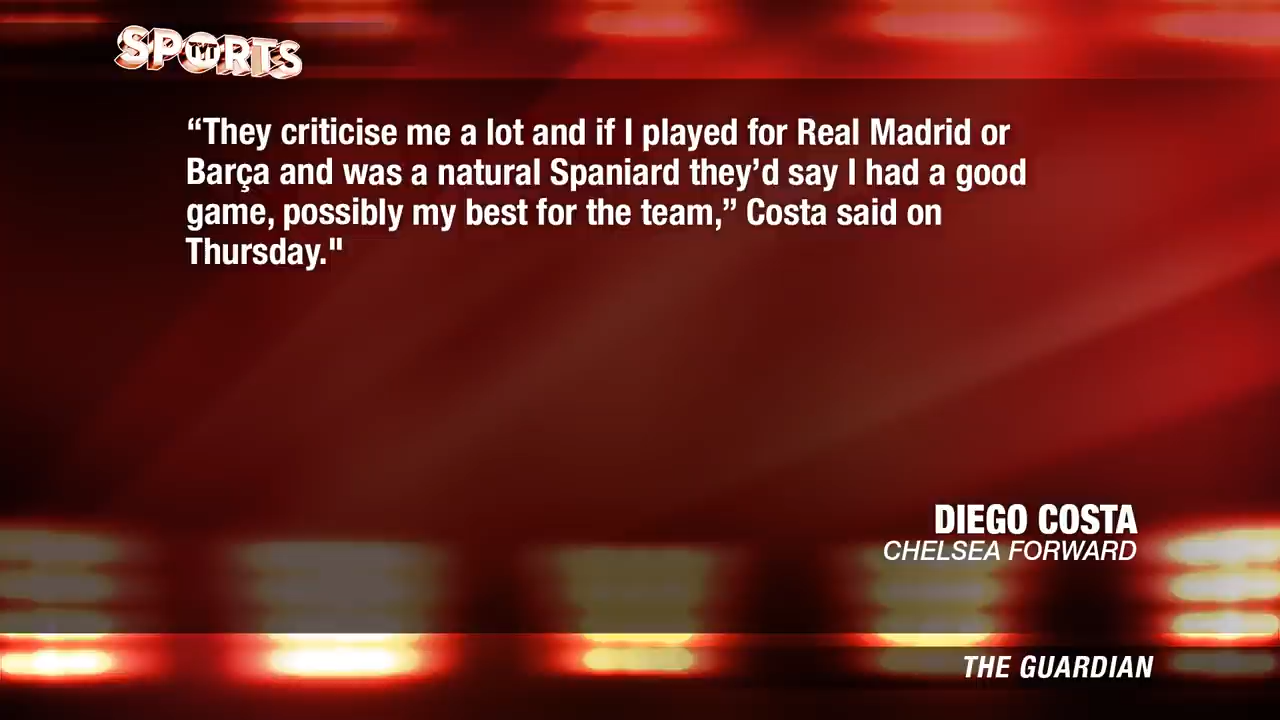 SPORTS
TYT
“They criticise me a lot and if I played for Real Madrid or
Barça and was a natural Spaniard they’d say I had a good
game, possibly my best for the team,” Costa said on
Thursday."
DIEGO COSTA
CHELSEA FORWARD
THE GUARDIAN